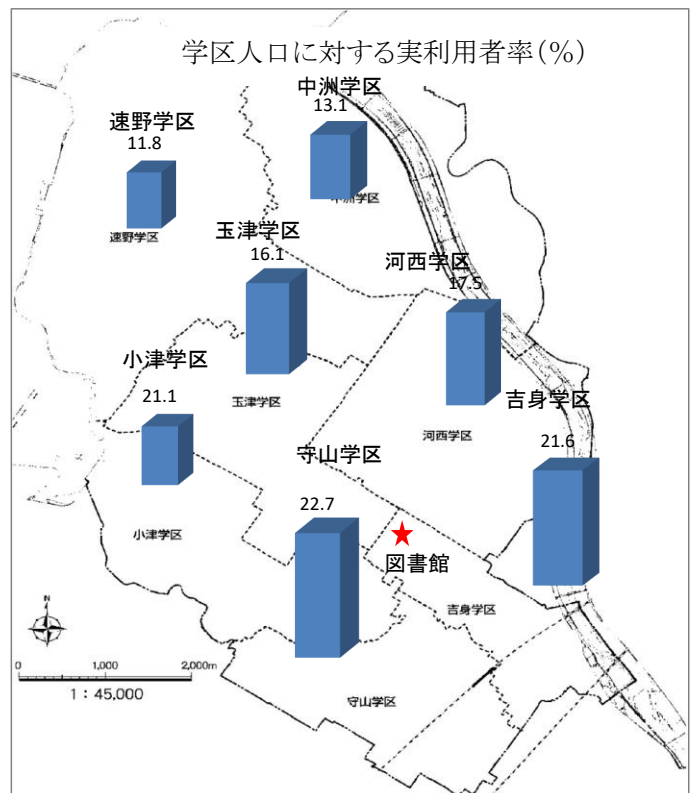 学区人口に対する実利用者率(%)
中洲学区
13.1
中洲学区
速野学区
11.8
速野学区
玉津学区
16.1
玉津学区
河西学区
17.5
河西学区
小津学区
21.1
小津学区
吉身学区
21.6
吉身学区
守山学区
22.7
守山学区
図書館
N
0 1,000 2,000m
1:45,000